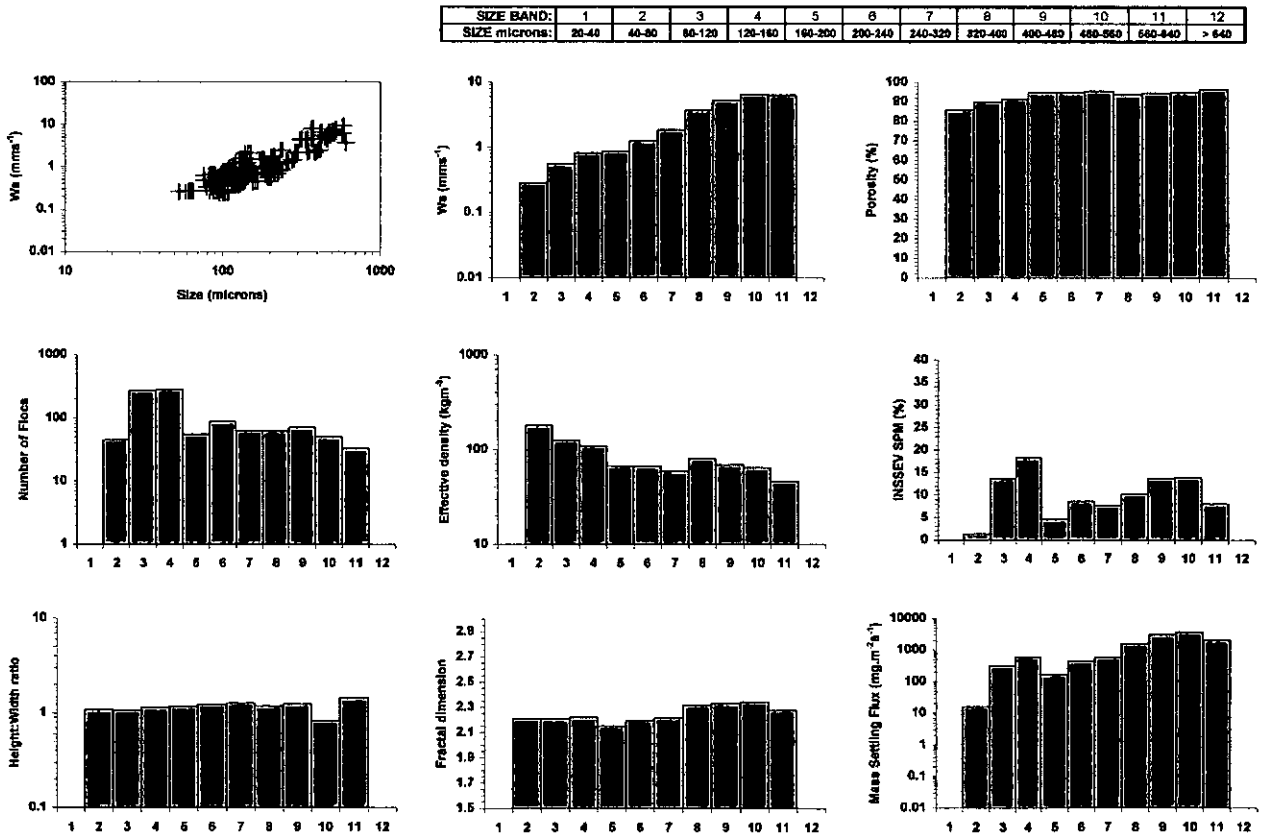 SIZE BAND: 1 2 3 4 5 6 7 8 9 10 11 12
SIZE microns: 20-40 40-80 80-120 120-160 160-200 200-240 240-320 320-400 400-480 480-560 560-640 > 640
Ws (mms-1)
100
10
1
0.1
0.01
10 100 1000
Size (microns)
Ws (mms-1)
10
1
0.1
0.01
1 2 3 4 5 6 7 8 9 10 11 12
Porosity (%)
100
90
80
70
60
50
40
30
20
10
0
1 2 3 4 5 6 7 8 9 10 11 12
Number of Flocs
1000
100
10
1
1 2 3 4 5 6 7 8 9 10 11 12
Effective density (kgm-3)
1000
100
10
1 2 3 4 5 6 7 8 9 10 11 12
INSSEV SPM (%)
40
35
30
25
20
15
10
5
0
1 2 3 4 5 6 7 8 9 10 11 12
Height:Width ratio
10
1
0.1
1 2 3 4 5 6 7 8 9 10 11 12
Fractal dimension
2.9
2.7
2.5
2.3
2.1
1.9
1.7
1.5
1 2 3 4 5 6 7 8 9 10 11 12
Mass Settling Flux (mg.m-2s-1)
10000
1000
100
10
1
0.1
0.01
1 2 3 4 5 6 7 8 9 10 11 12